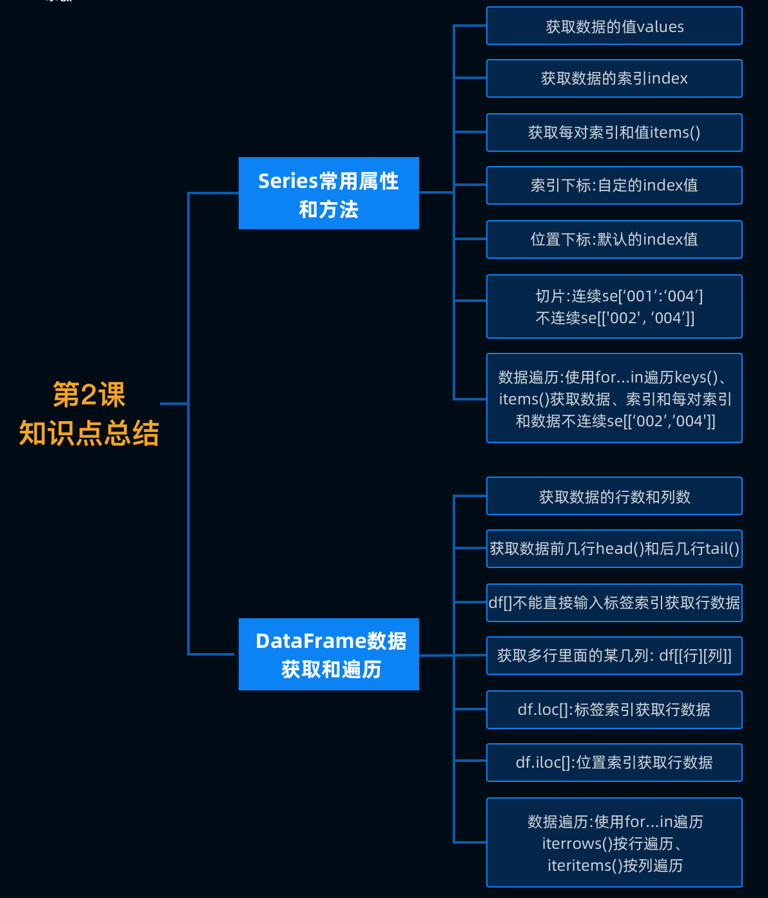 第2课
知识点总结
Series常用属性
和方法
获取数据的值values
获取数据的索引index
获取每对索引和值items()
索引下标:自定的index值
位置下标:默认的index值
切片:连续se[‘001’:‘004’]
不连续se[['002', ‘004’]]
数据遍历:使用for...in遍历keys()、
items()获取数据、索引和每对索引
和数据不连续se[[‘002’,’004']]
DataFrame数据
获取和遍历
获取数据的行数和列数
获取数据前几行head()和后几行tail()
df[]不能直接输入标签索引获取行数据
获取多行里面的某几列: df[[行][列]]
df.loc[]:标签索引获取行数据
df.iloc[]:位置索引获取行数据
数据遍历:使用for...in遍历
iterrows()按行遍历、
iteritems()按列遍历